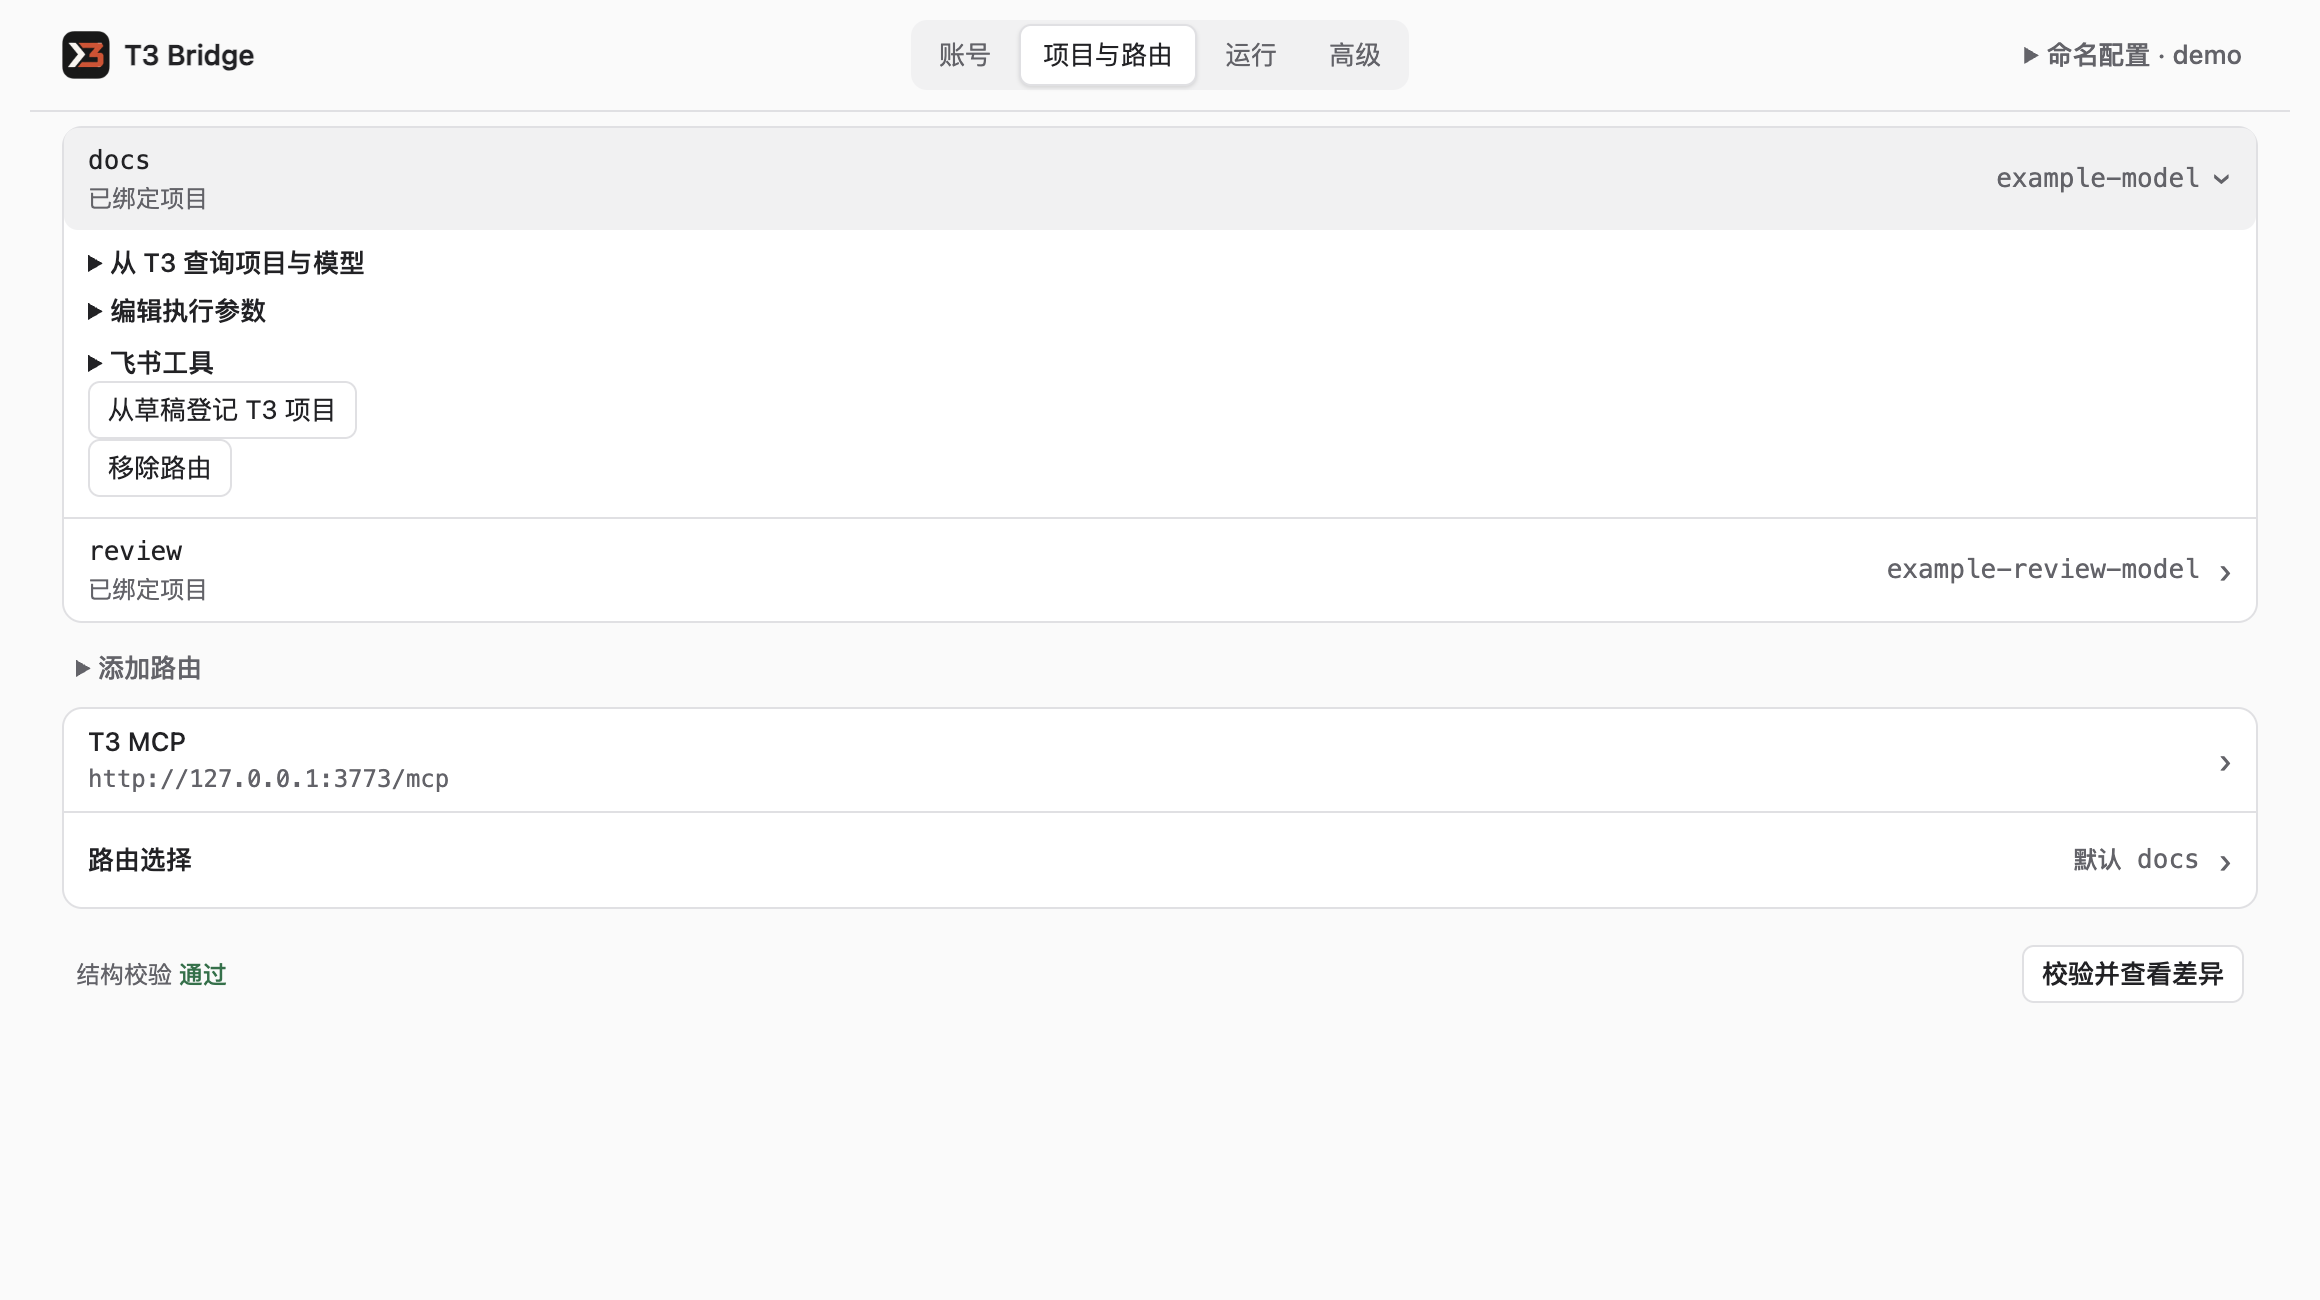 T3 Bridge
账号 项目与路由 运行 高级
命名配置 · demo
docs
已绑定项目
example-model
从 T3 查询项目与模型
编辑执行参数
飞书工具
从草稿登记 T3 项目
移除路由
review
已绑定项目
example-review-model
添加路由
T3 MCP
http://127.0.0.1:3773/mcp
路由选择
默认 docs
结构校验 通过
校验并查看差异